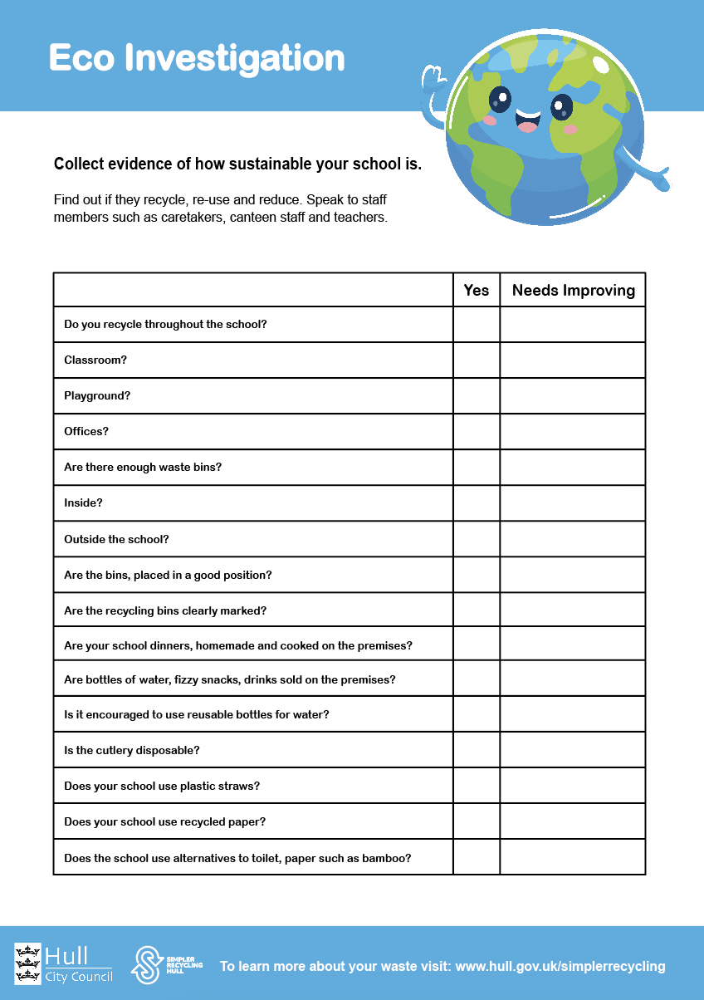 Eco Investigation
Collect evidence of how sustainable your school is.
Find out if they recycle, re-use and reduce. Speak to staff
members such as caretakers, canteen staff and teachers.
Yes Needs Improving
Do you recycle throughout the school?
Classroom?
Playground?
Offices?
Are there enough waste bins?
Inside?
Outside the school?
Are the bins, placed in a good position?
Are the recycling bins clearly marked?
Are your school dinners, homemade and cooked on the premises?
Are bottles of water, fizzy snacks, drinks sold on the premises?
Is it encouraged to use reusable bottles for water?
Is the cutlery disposable?
Does your school use plastic straws?
Does your school use recycled paper?
Does the school use alternatives to toilet, paper such as bamboo?
Hull
City Council
SIMPLER
RECYCLING
HULL
To learn more about your waste visit: www.hull.gov.uk/simplerrecycling